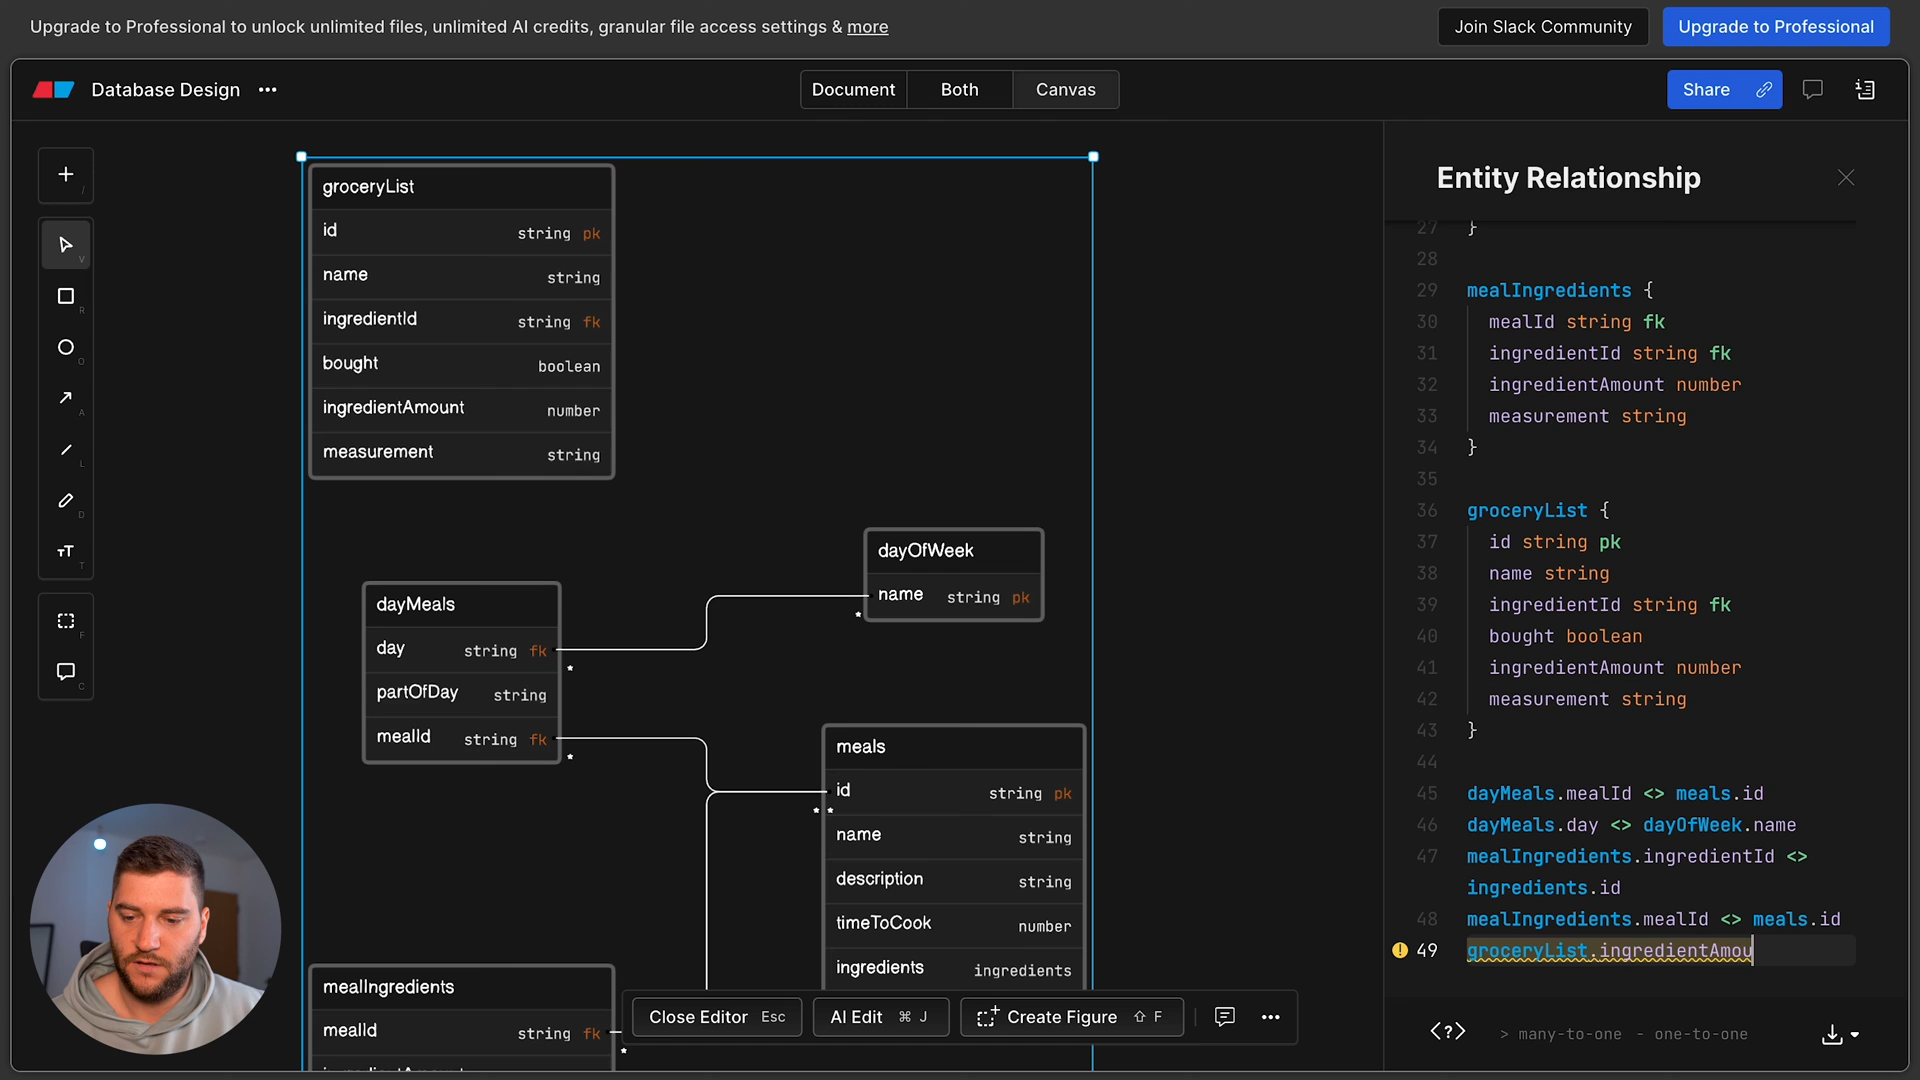 Upgrade to Professional to unlock unlimited files, unlimited AI credits, granular file access settings & more
Join Slack Community
Upgrade to Professional
Database Design
Document
Both
Canvas
Share
/
V
R
O
A
L
D
T
F
C
groceryList
id string pk
name string
ingredientId string fk
bought boolean
ingredientAmount number
measurement string
dayOfWeek
name string pk
dayMeals
day string fk
partOfDay string
mealId string fk
meals
id string pk
name string
description string
timeToCook number
ingredients ingredients
mealIngredients
mealId string fk
Close Editor Esc
AI Edit ⌘ J
Create Figure ⇧ F
Entity Relationship
27 }
28
29 mealIngredients {
30 mealId string fk
31 ingredientId string fk
32 ingredientAmount number
33 measurement string
34 }
35
36 groceryList {
37 id string pk
38 name string
39 ingredientId string fk
40 bought boolean
41 ingredientAmount number
42 measurement string
43 }
44
45 dayMeals.mealId <> meals.id
46 dayMeals.day <> dayOfWeek.name
47 mealIngredients.ingredientId <>
ingredients.id
48 mealIngredients.mealId <> meals.id
49 groceryList.ingredientAmou
<?> > many-to-one - one-to-one